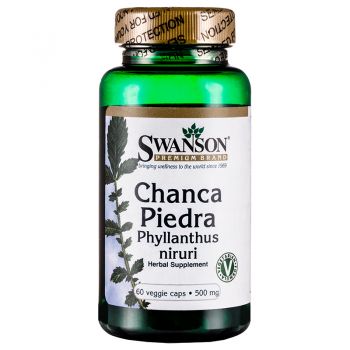 PROTECTION
SWANSON®
PREMIUM BRAND
bringing wellness to the world since 1969
Chanca
Piedra
Phyllanthus
niruri
Herbal Supplement
V
60 veggie caps • 500 mg